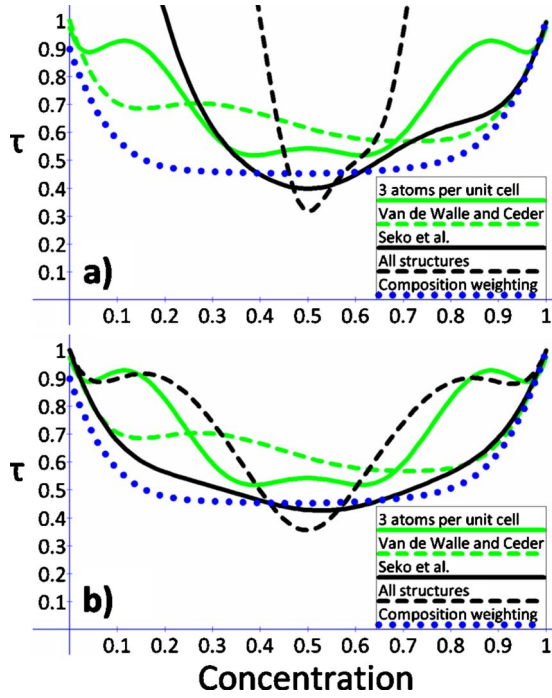 1
0.9
0.8
0.7
0.6
0.5
0.4
0.3
0.2
0.1
τ
a)
3 atoms per unit cell
Van de Walle and Ceder
Seko et al.
All structures
Composition weighting
0.1 0.2 0.3 0.4 0.5 0.6 0.7 0.8 0.9 1
1
0.9
0.8
0.7
0.6
0.5
0.4
0.3
0.2
0.1
τ
b)
3 atoms per unit cell
Van de Walle and Ceder
Seko et al.
All structures
Composition weighting
0.1 0.2 0.3 0.4 0.5 0.6 0.7 0.8 0.9 1
Concentration